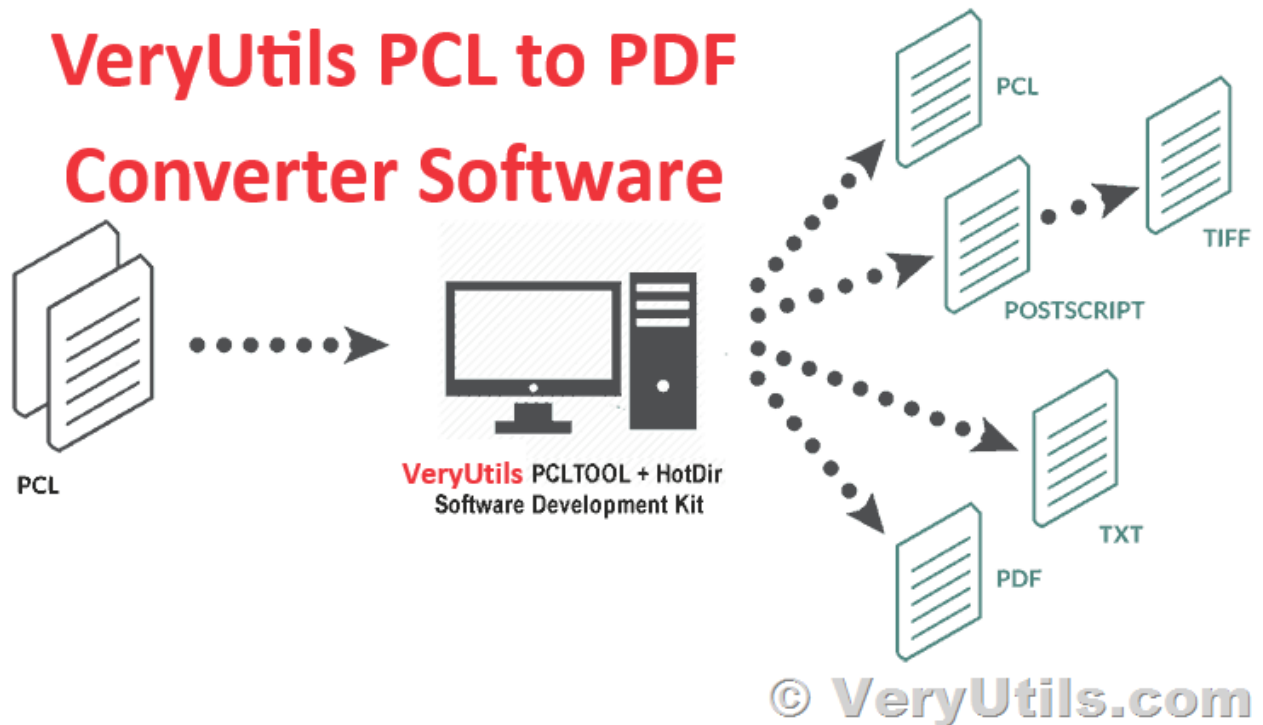 VeryUtils PCL to PDF
Converter Software
PCL
VeryUtils PCLTOOL + HotDir
Software Development Kit
PCL
TIFF
POSTSCRIPT
TXT
PDF
© VeryUtils.com